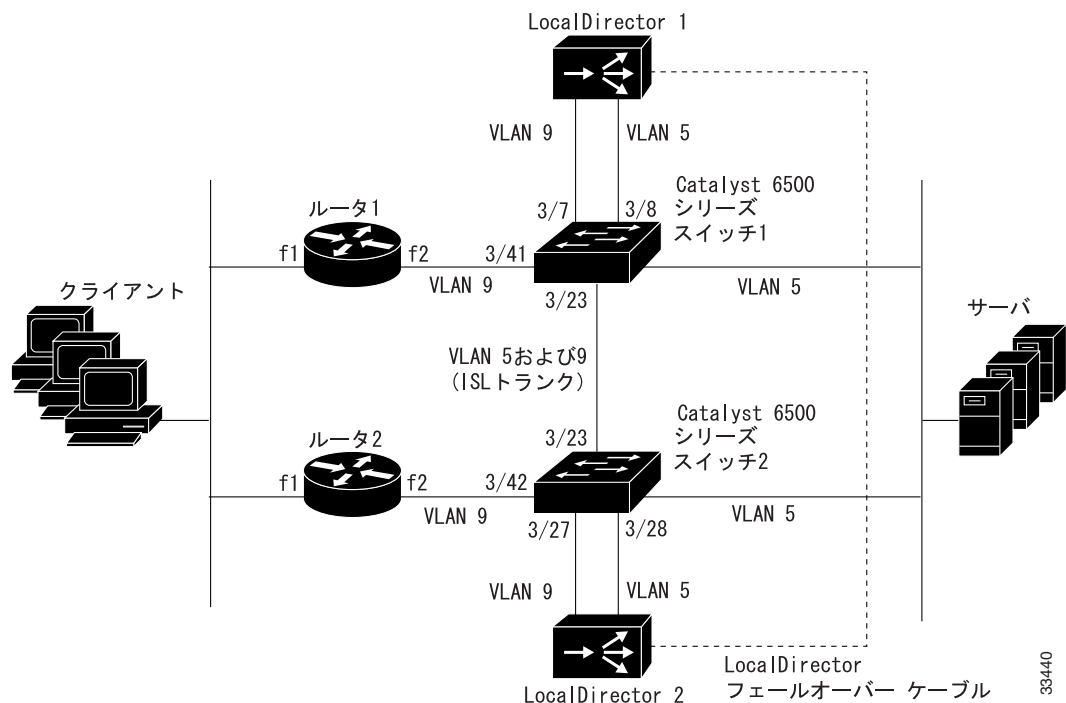 LocalDirector 1
VLAN 9
VLAN 5
Catalyst 6500
シリーズ
スイッチ1
3/7
3/8
ルータ1
f1
f2
3/41
VLAN 9
VLAN 5
3/23
クライアント
サーバ
VLAN 5および9
(ISLトランク)
Catalyst 6500
シリーズ
スイッチ2
3/23
ルータ2
f1
f2
3/42
VLAN 9
VLAN 5
3/27
3/28
VLAN 9
VLAN 5
LocalDirector
フェールオーバー ケーブル
LocalDirector 2
33440